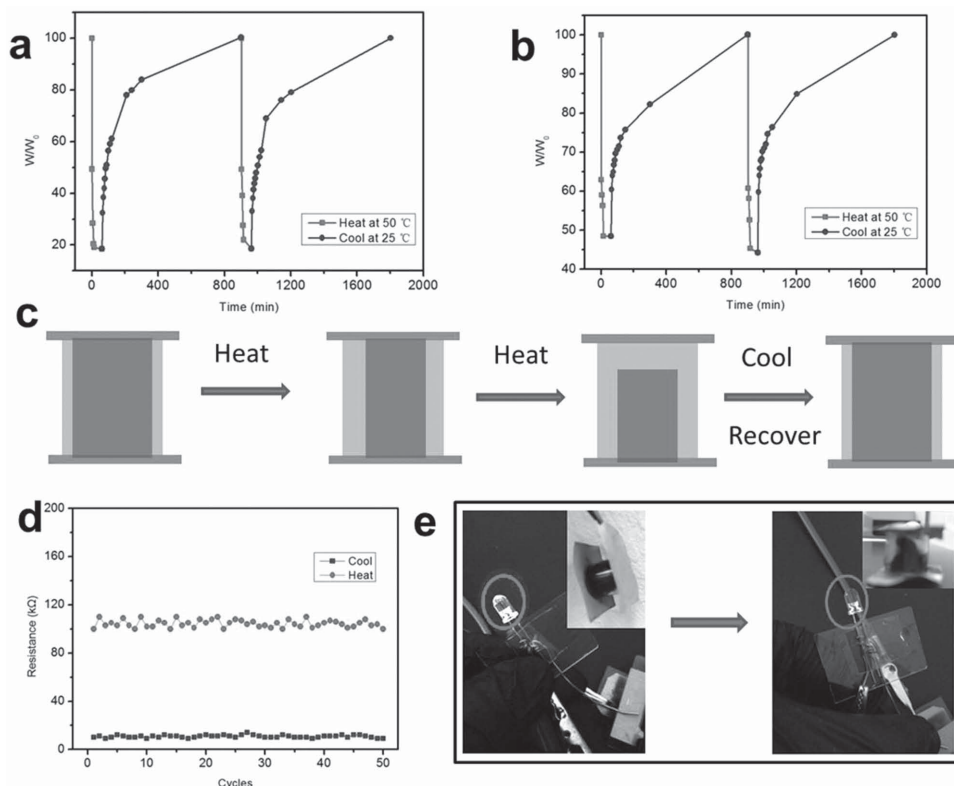 a
100
80
60
40
20
W/W₀
Heat at 50 ℃
Cool at 25 ℃
0 400 800 1200 1600 2000
Time (min)
b
100
90
80
70
60
50
40
W/W₀
Heat at 50 ℃
Cool at 25 ℃
0 400 800 1200 1600 2000
Time (min)
c
Heat
Heat
Cool
Recover
d
200
160
120
80
40
0
Resistance (kΩ)
Cool
Heat
0 10 20 30 40 50
Cycles
e